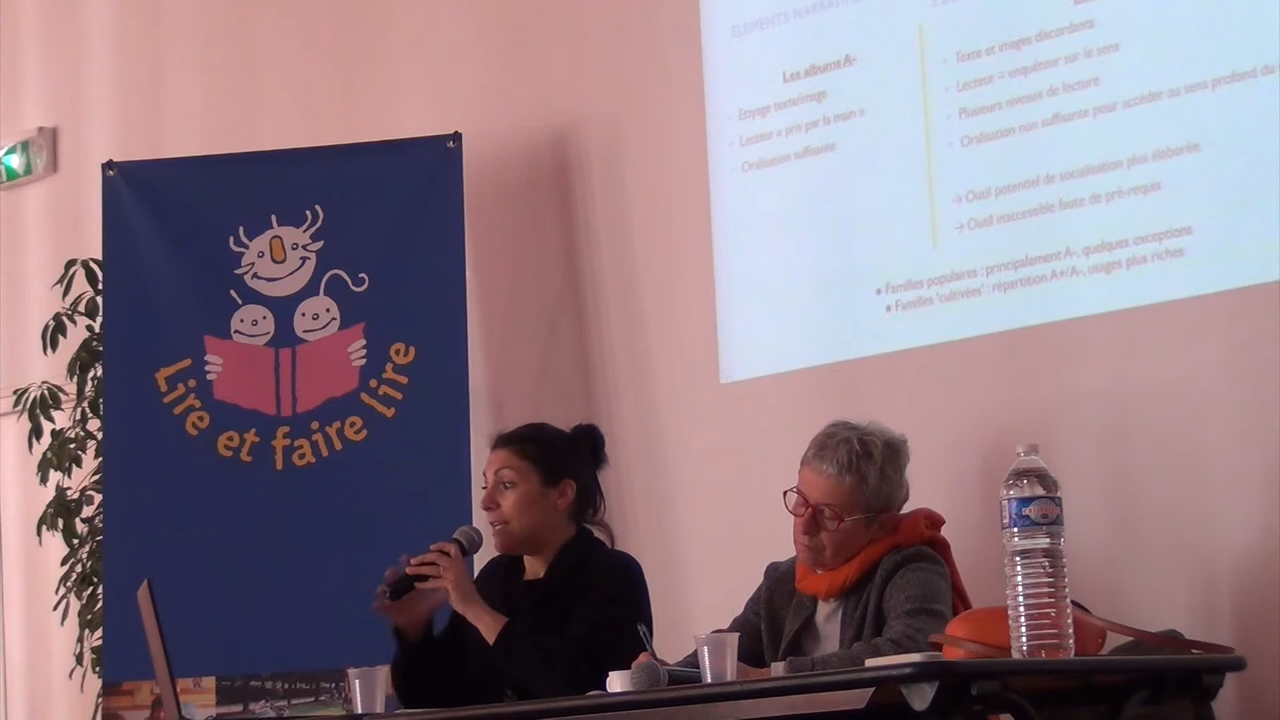 Lire et faire lire
ELEMENTS NARRATIFS
Les albums A-
- Etayage texte/image
- Lecteur « pris par la main »
- Oralisation suffisante
- Texte et images discordants
- Lecteur = enquêteur sur le sens
- Plusieurs niveaux de lecture
- Oralisation non suffisante pour accéder au sens profond du
→ Outil potentiel de socialisation plus élaborée
→ Outil inaccessible faute de pré-requis
• Familles populaires : principalement A-, quelques exceptions
• Familles 'cultivées' : répartition A+/A-, usages plus riches